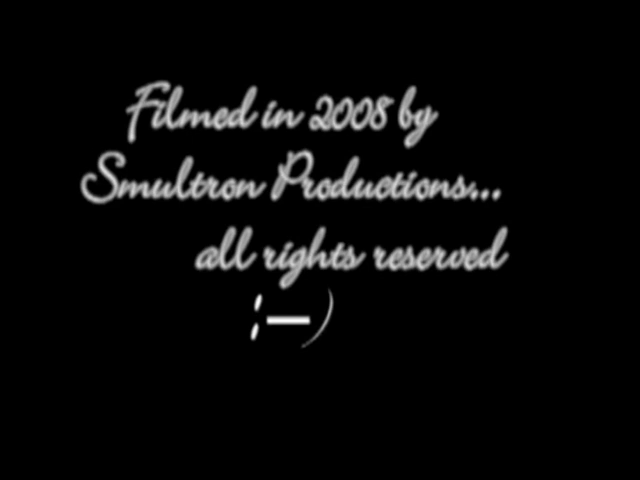 Filmed in 2008 by
Smultron Productions...
all rights reserved
:-)